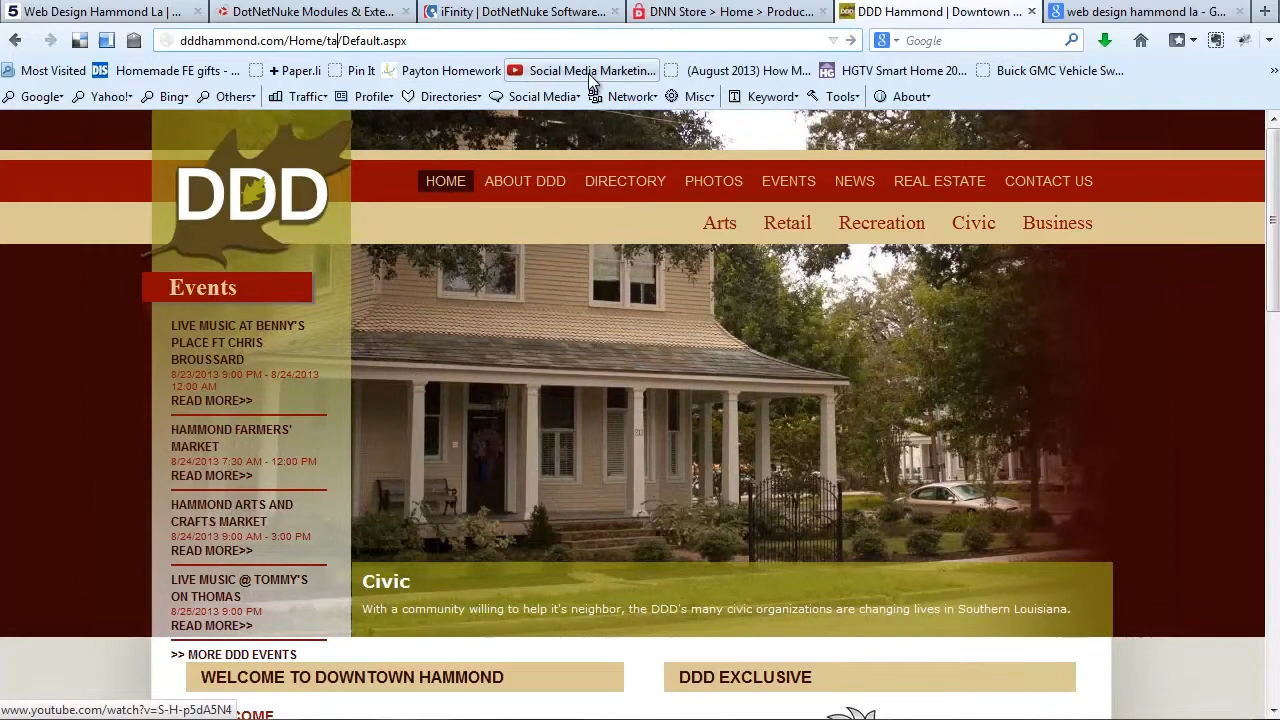 Web Design Hammond La | ...
DotNetNuke Modules & Exte...
iFinity | DotNetNuke Software...
DNN Store > Home > Produc...
DDD Hammond | Downtown ...
web design hammond la - G...
dddhammond.com/Home/ta/Default.aspx
Google
Most Visited
Homemade FE gifts - ...
+ Paper.li
Pin It
Payton Homework
Social Media Marketin...
(August 2013) How M...
HGTV Smart Home 20...
Buick GMC Vehicle Sw...
Google
Yahoo!
Bing
Others
Traffic
Profile
Directories
Social Media
Network
Misc
Keyword
Tools
About
DDD
HOME ABOUT DDD DIRECTORY PHOTOS EVENTS NEWS REAL ESTATE CONTACT US
Arts Retail Recreation Civic Business
Events
LIVE MUSIC AT BENNY'S
PLACE FT CHRIS
BROUSSARD
8/23/2013 9:00 PM - 8/24/2013
12:00 AM
READ MORE>>
HAMMOND FARMERS'
MARKET
8/24/2013 7:30 AM - 12:00 PM
READ MORE>>
HAMMOND ARTS AND
CRAFTS MARKET
8/24/2013 9:00 AM - 3:00 PM
READ MORE>>
LIVE MUSIC @ TOMMY'S
ON THOMAS
8/25/2013 9:00 PM
READ MORE>>
>> MORE DDD EVENTS
Civic
With a community willing to help it's neighbor, the DDD's many civic organizations are changing lives in Southern Louisiana.
WELCOME TO DOWNTOWN HAMMOND
DDD EXCLUSIVE
www.youtube.com/watch?v=S-H-p5dA5N4